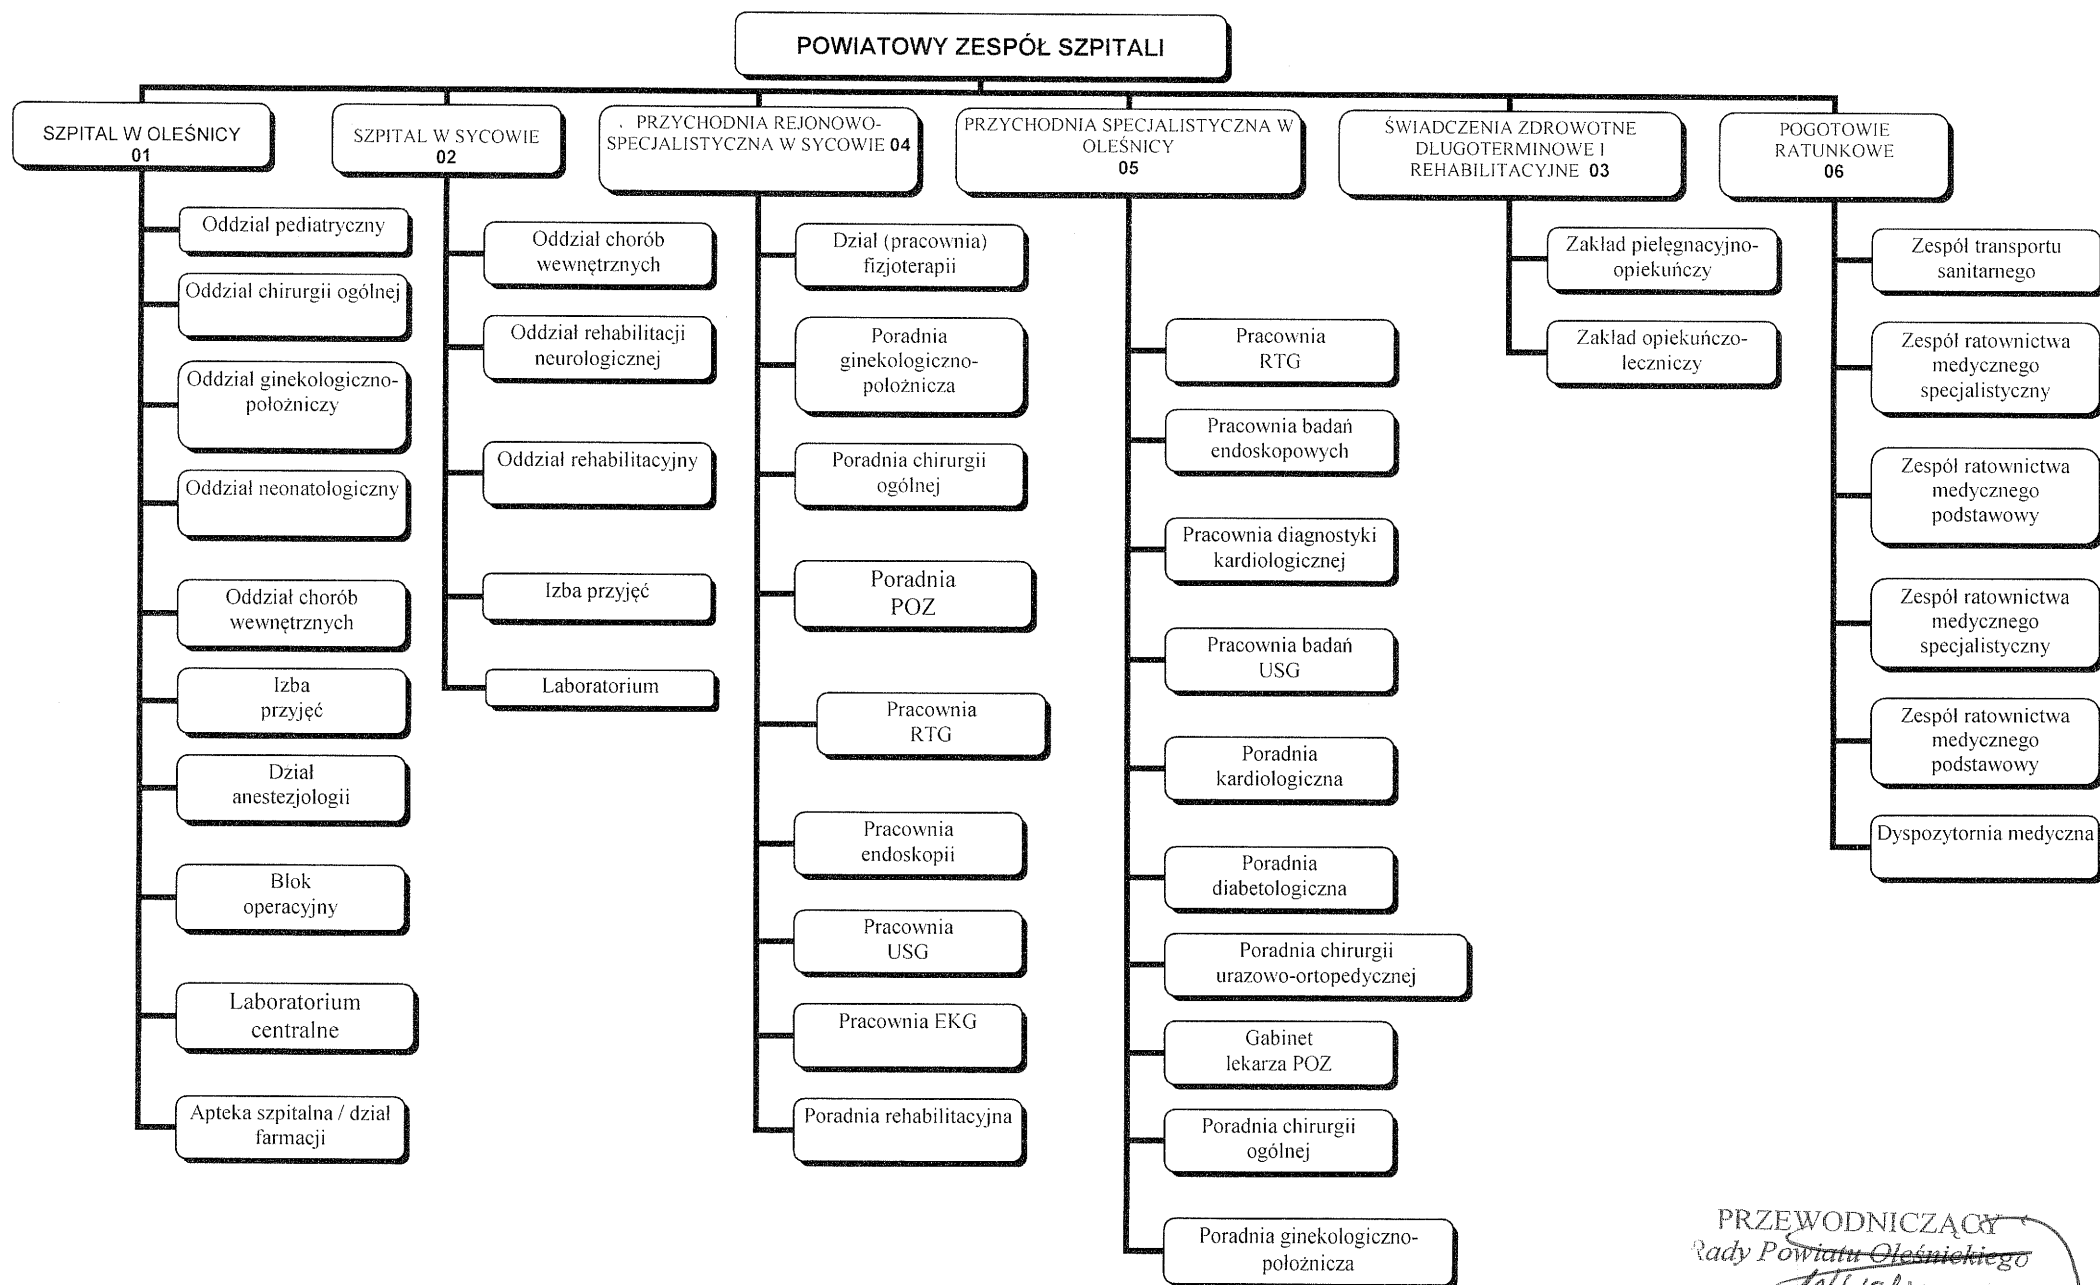 POWIATOWY ZESPÓŁ SZPITALI
SZPITAL W OLEŚNICY
01
Oddział pediatryczny
Oddział chirurgii ogólnej
Oddział ginekologiczno-
położniczy
Oddział neonatologiczny
Oddział chorób
wewnętrznych
Izba
przyjęć
Dział
anestezjologii
Blok
operacyjny
Laboratorium
centralne
Apteka szpitalna / dział
farmacji
SZPITAL W SYCOWIE
02
Oddział chorób
wewnętrznych
Oddział rehabilitacji
neurologicznej
Oddział rehabilitacyjny
Izba przyjęć
Laboratorium
PRZYCHODNIA REJONOWO-
SPECJALISTYCZNA W SYCOWIE 04
Dział (pracownia)
fizjoterapii
Poradnia
ginekologiczno-
położnicza
Poradnia chirurgii
ogólnej
Poradnia
POZ
Pracownia
RTG
Pracownia
endoskopii
Pracownia
USG
Pracownia EKG
Poradnia rehabilitacyjna
PRZYCHODNIA SPECJALISTYCZNA W
OLEŚNICY
05
Pracownia
RTG
Pracownia badań
endoskopowych
Pracownia diagnostyki
kardiologicznej
Pracownia badań
USG
Poradnia
kardiologiczna
Poradnia
diabetologiczna
Poradnia chirurgii
urazowo-ortopedycznej
Gabinet
lekarza POZ
Poradnia chirurgii
ogólnej
Poradnia ginekologiczno-
położnicza
ŚWIADCZENIA ZDROWOTNE
DŁUGOTERMINOWE I
REHABILITACYJNE 03
Zakład pielęgnacyjno-
opiekuńczy
Zakład opiekuńczo-
leczniczy
POGOTOWIE
RATUNKOWE
06
Zespół transportu
sanitarnego
Zespół ratownictwa
medycznego
specjalistyczny
Zespół ratownictwa
medycznego
podstawowy
Zespół ratownictwa
medycznego
specjalistyczny
Zespół ratownictwa
medycznego
podstawowy
Dyspozytornia medyczna
PRZEWODNICZĄCY
Rady Powiatu Oleśnickiego